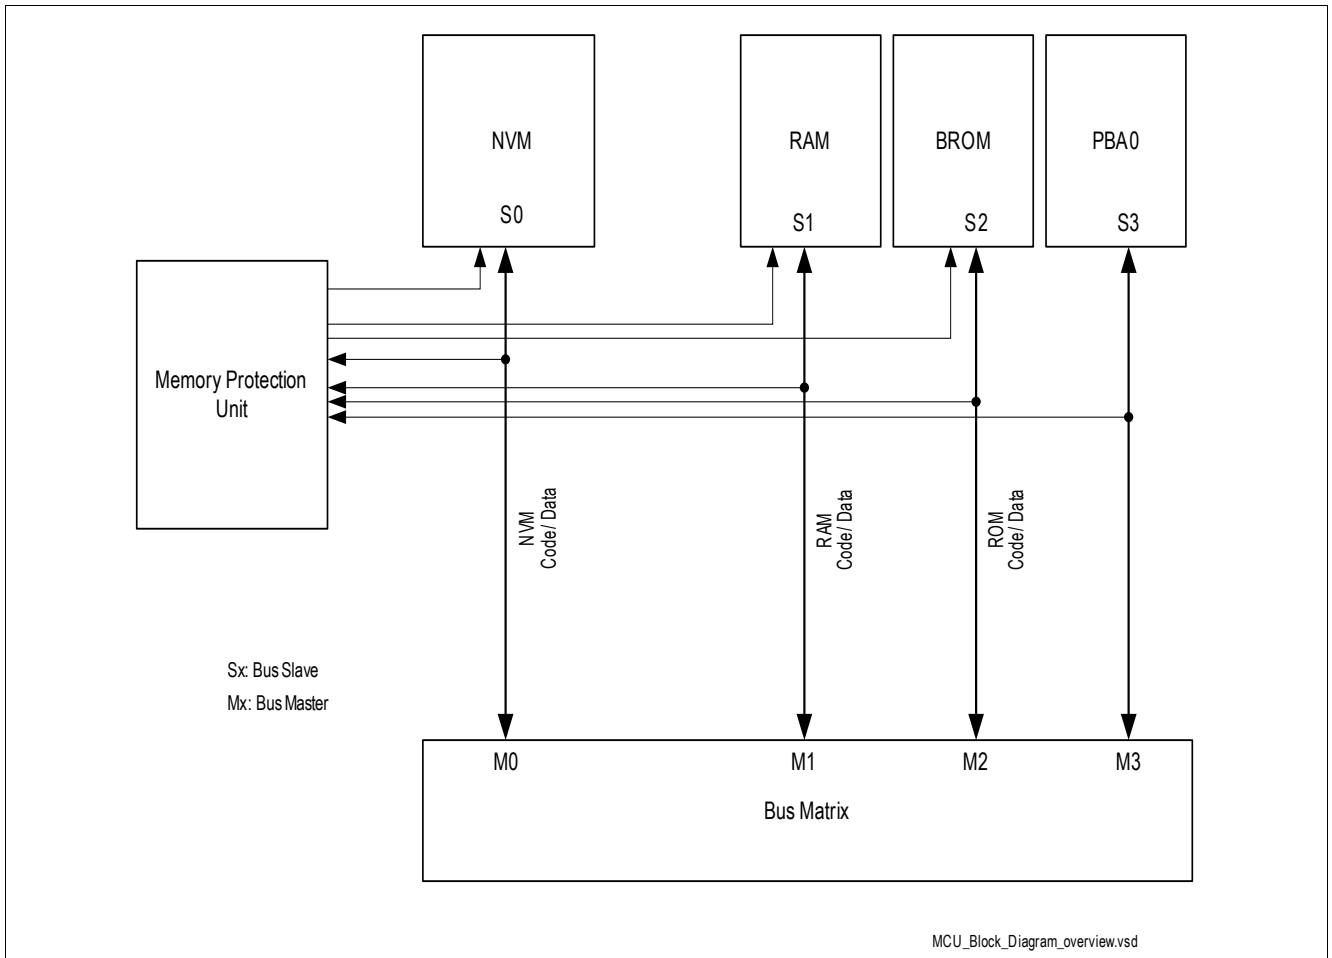 NVM
S0
RAM
S1
BROM
S2
PBA0
S3
Memory Protection
Unit
NVM
Code/ Data
RAM
Code/ Data
ROM
Code/ Data
Sx: Bus Slave
Mx: Bus Master
M0
M1
M2
M3
Bus Matrix
MCU_Block_Diagram_overview.vsd